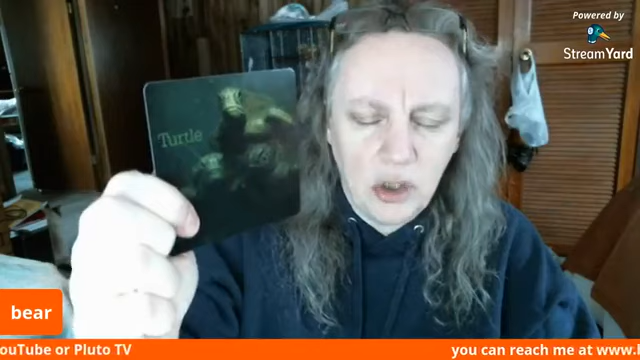 Powered by
StreamYard
Turtle
bear
ouTube or Pluto TV
you can reach me at www.i